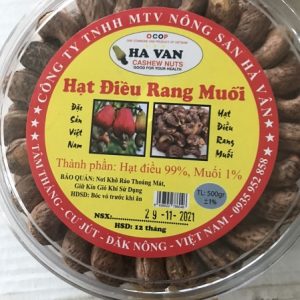 CÔNG TY TNHH MTV NÔNG SẢN HÀ VÂN
OCOP
HA VAN
CASHEW NUTS
GOOD FOR YOUR HEALTH
Hạt Điều Rang Muối
Đặc
Sản
Việt
Nam
Hạt
Điều
Rang
Muối
Thành phần: Hạt điều 99%, Muối 1%
BẢO QUẢN: Nơi Khô Ráo Thoáng Mát,
Giữ Kín Gió Khi Sử Dụng
HDSD: Bóc vỏ trước khi ăn
TL: 500gr
±1%
NSX: 29-11-2021
HSD: 12 tháng
TÂM THẮNG - CƯ JÚT - ĐĂK NÔNG - VIỆT NAM - 0935 952 858